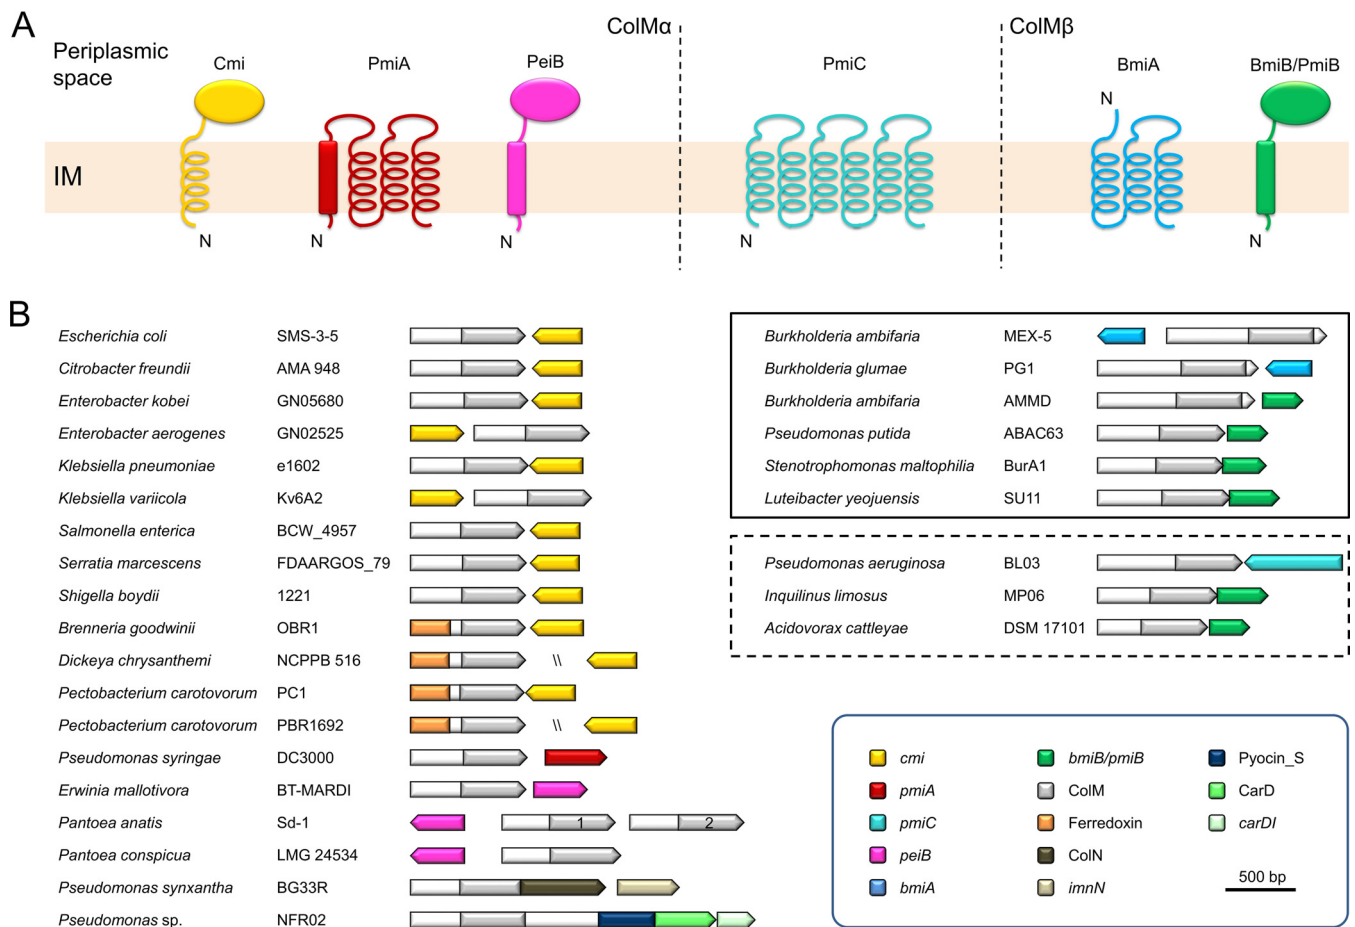 A
ColMα
ColMβ
Periplasmic
space
Cmi
PmiA
PeiB
PmiC
BmiA
BmiB/PmiB
N
IM
N
N
N
N
N
B
Escherichia coli SMS-3-5
Citrobacter freundii AMA 948
Enterobacter kobei GN05680
Enterobacter aerogenes GN02525
Klebsiella pneumoniae e1602
Klebsiella variicola Kv6A2
Salmonella enterica BCW_4957
Serratia marcescens FDAARGOS_79
Shigella boydii 1221
Brenneria goodwinii OBR1
Dickeya chrysanthemi NCPPB 516 \\
Pectobacterium carotovorum PC1
Pectobacterium carotovorum PBR1692 \\
Pseudomonas syringae DC3000
Erwinia mallotivora BT-MARDI
Pantoea anatis Sd-1 1 2
Pantoea conspicua LMG 24534
Pseudomonas synxantha BG33R
Pseudomonas sp. NFR02
Burkholderia ambifaria MEX-5
Burkholderia glumae PG1
Burkholderia ambifaria AMMD
Pseudomonas putida ABAC63
Stenotrophomonas maltophilia BurA1
Luteibacter yeojuensis SU11
Pseudomonas aeruginosa BL03
Inquilinus limosus MP06
Acidovorax cattleyae DSM 17101
cmi
pmiA
pmiC
peiB
bmiA
bmiB/pmiB
ColM
Ferredoxin
ColN
imnN
Pyocin_S
CarD
carDI
500 bp